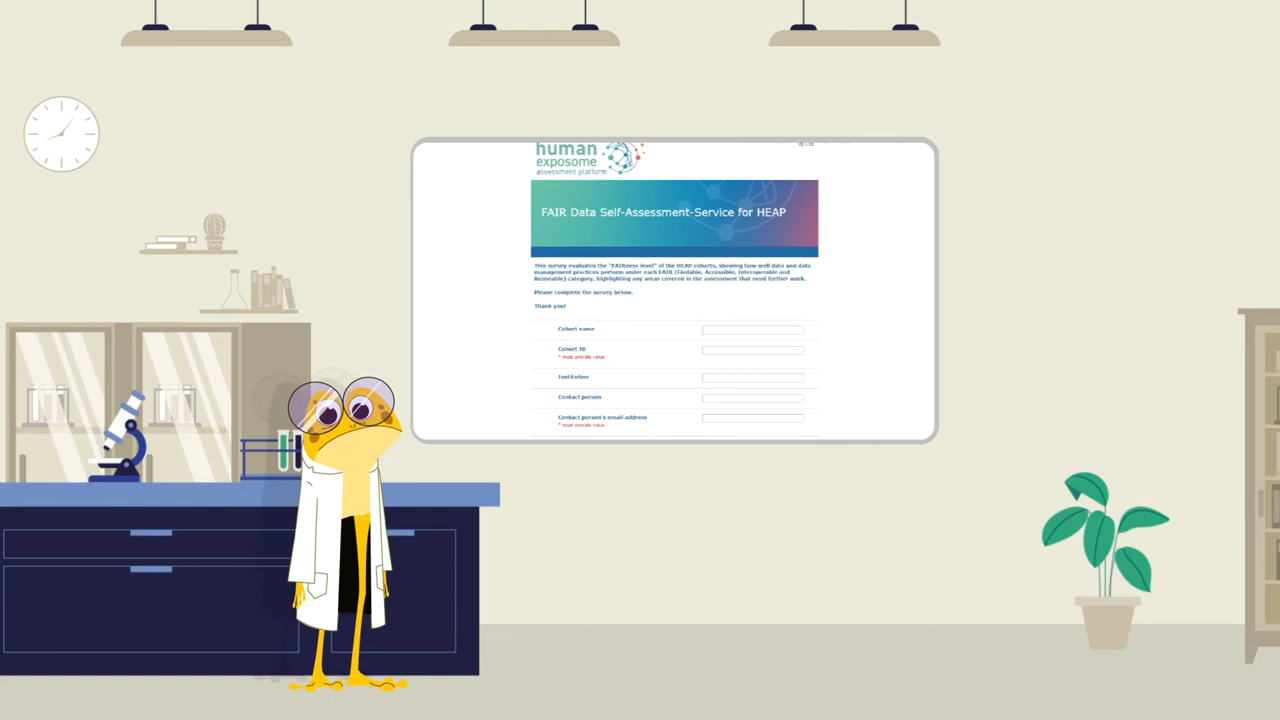 human
exposome
assessment platform
FAIR Data Self-Assessment-Service for HEAP
This survey evaluates the "FAIRness level" of the HEAP cohorts, showing how well data and data
management practices perform under each FAIR (Findable, Accessible, Interoperable and
Reuseable) category, highlighting any areas covered in the assessment that need further work.
Please complete the survey below.
Thank you!
Cohort name
Cohort ID
* must provide value
Institution
Contact person
Contact person's email address
* must provide value